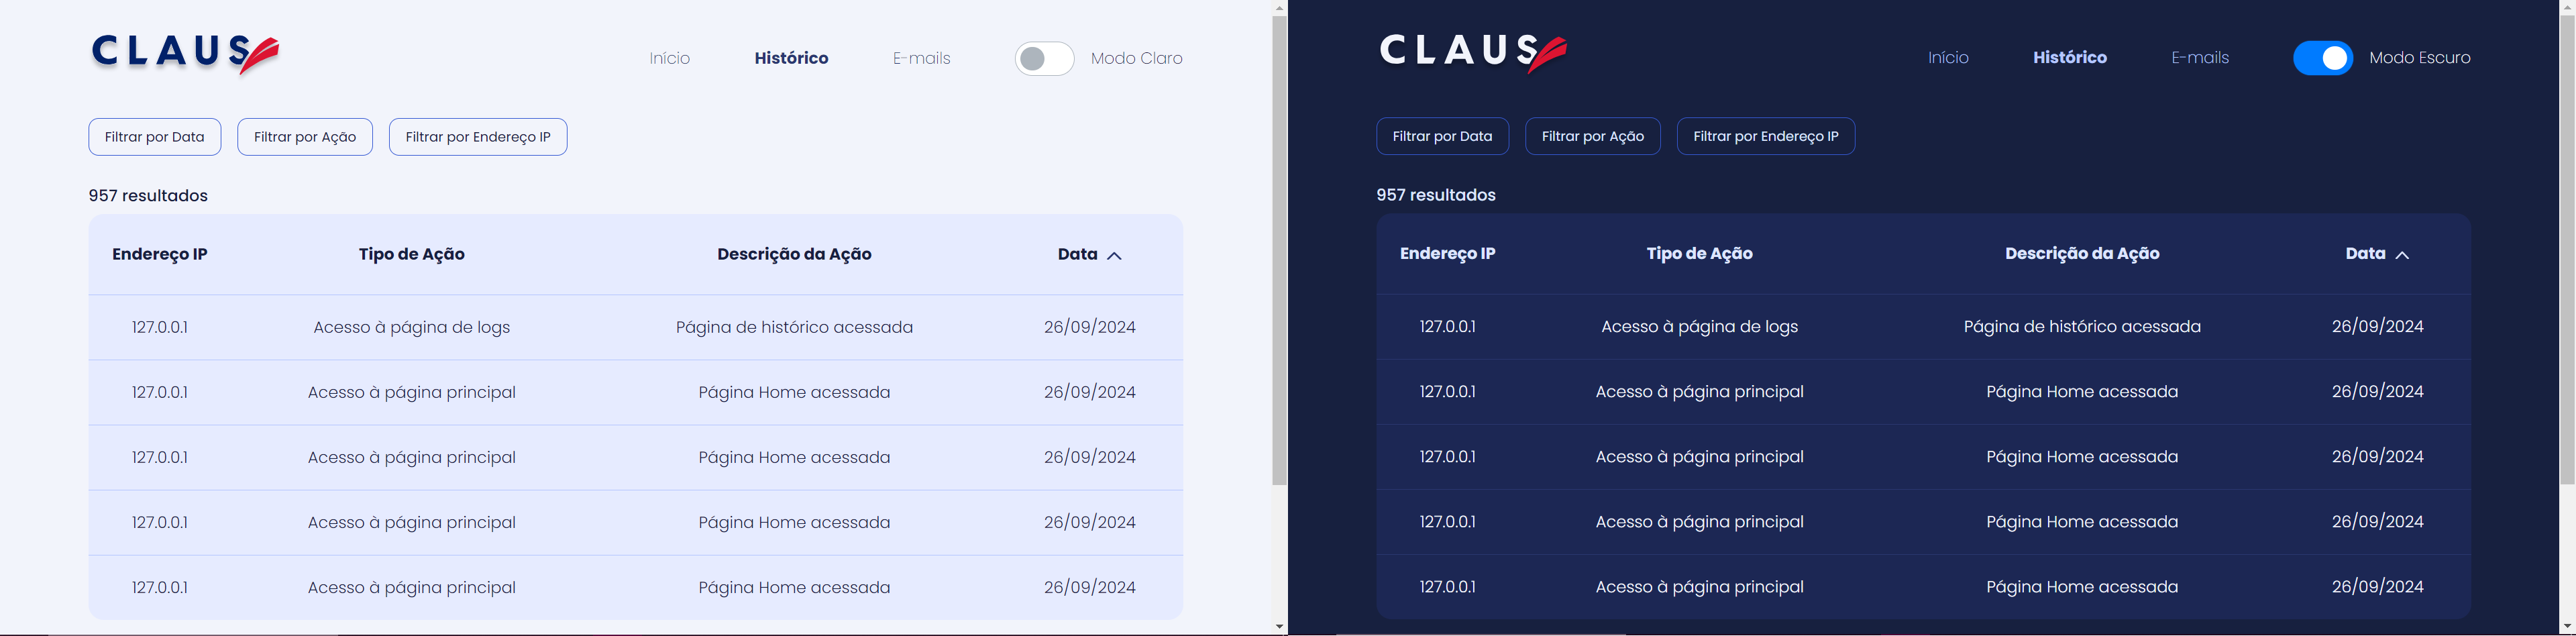 CLAUS
Início Histórico E-mails Modo Claro
Filtrar por Data Filtrar por Ação Filtrar por Endereço IP
957 resultados
Endereço IP Tipo de Ação Descrição da Ação Data
127.0.0.1 Acesso à página de logs Página de histórico acessada 26/09/2024
127.0.0.1 Acesso à página principal Página Home acessada 26/09/2024
127.0.0.1 Acesso à página principal Página Home acessada 26/09/2024
127.0.0.1 Acesso à página principal Página Home acessada 26/09/2024
127.0.0.1 Acesso à página principal Página Home acessada 26/09/2024
CLAUS
Início Histórico E-mails Modo Escuro
Filtrar por Data Filtrar por Ação Filtrar por Endereço IP
957 resultados
Endereço IP Tipo de Ação Descrição da Ação Data
127.0.0.1 Acesso à página de logs Página de histórico acessada 26/09/2024
127.0.0.1 Acesso à página principal Página Home acessada 26/09/2024
127.0.0.1 Acesso à página principal Página Home acessada 26/09/2024
127.0.0.1 Acesso à página principal Página Home acessada 26/09/2024
127.0.0.1 Acesso à página principal Página Home acessada 26/09/2024